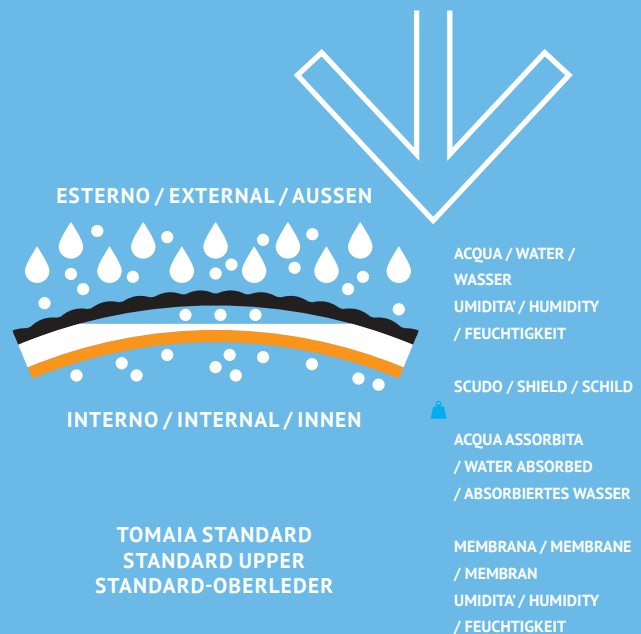 ESTERNO / EXTERNAL / AUSSEN
INTERNO / INTERNAL / INNEN
TOMAIA STANDARD
STANDARD UPPER
STANDARD-OBERLEDER
ACQUA / WATER /
WASSER
UMIDITA’ / HUMIDITY
/ FEUCHTIGKEIT
SCUDO / SHIELD / SCHILD
ACQUA ASSORBITA
/ WATER ABSORBED
/ ABSORBIERTES WASSER
MEMBRANA / MEMBRANE
/ MEMBRAN
UMIDITA’ / HUMIDITY
/ FEUCHTIGKEIT